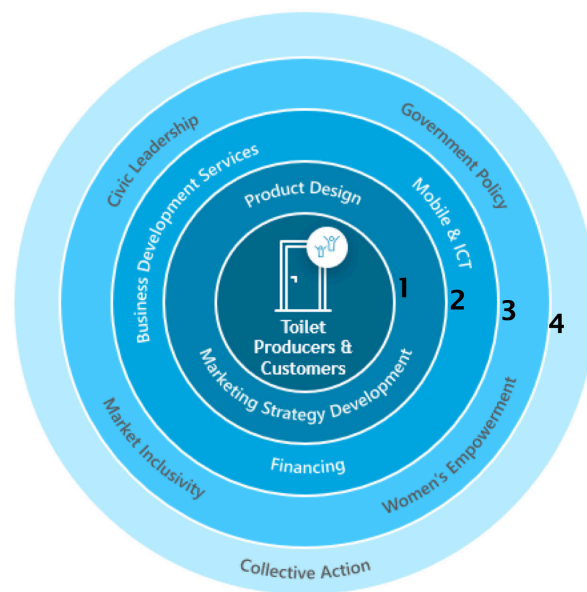 Civic Leadership
Government Policy
Business Development Services
Mobile & ICT
Product Design
Toilet
Producers &
Customers
1
2
3
4
Marketing Strategy Development
Financing
Market Inclusivity
Women's Empowerment
Collective Action